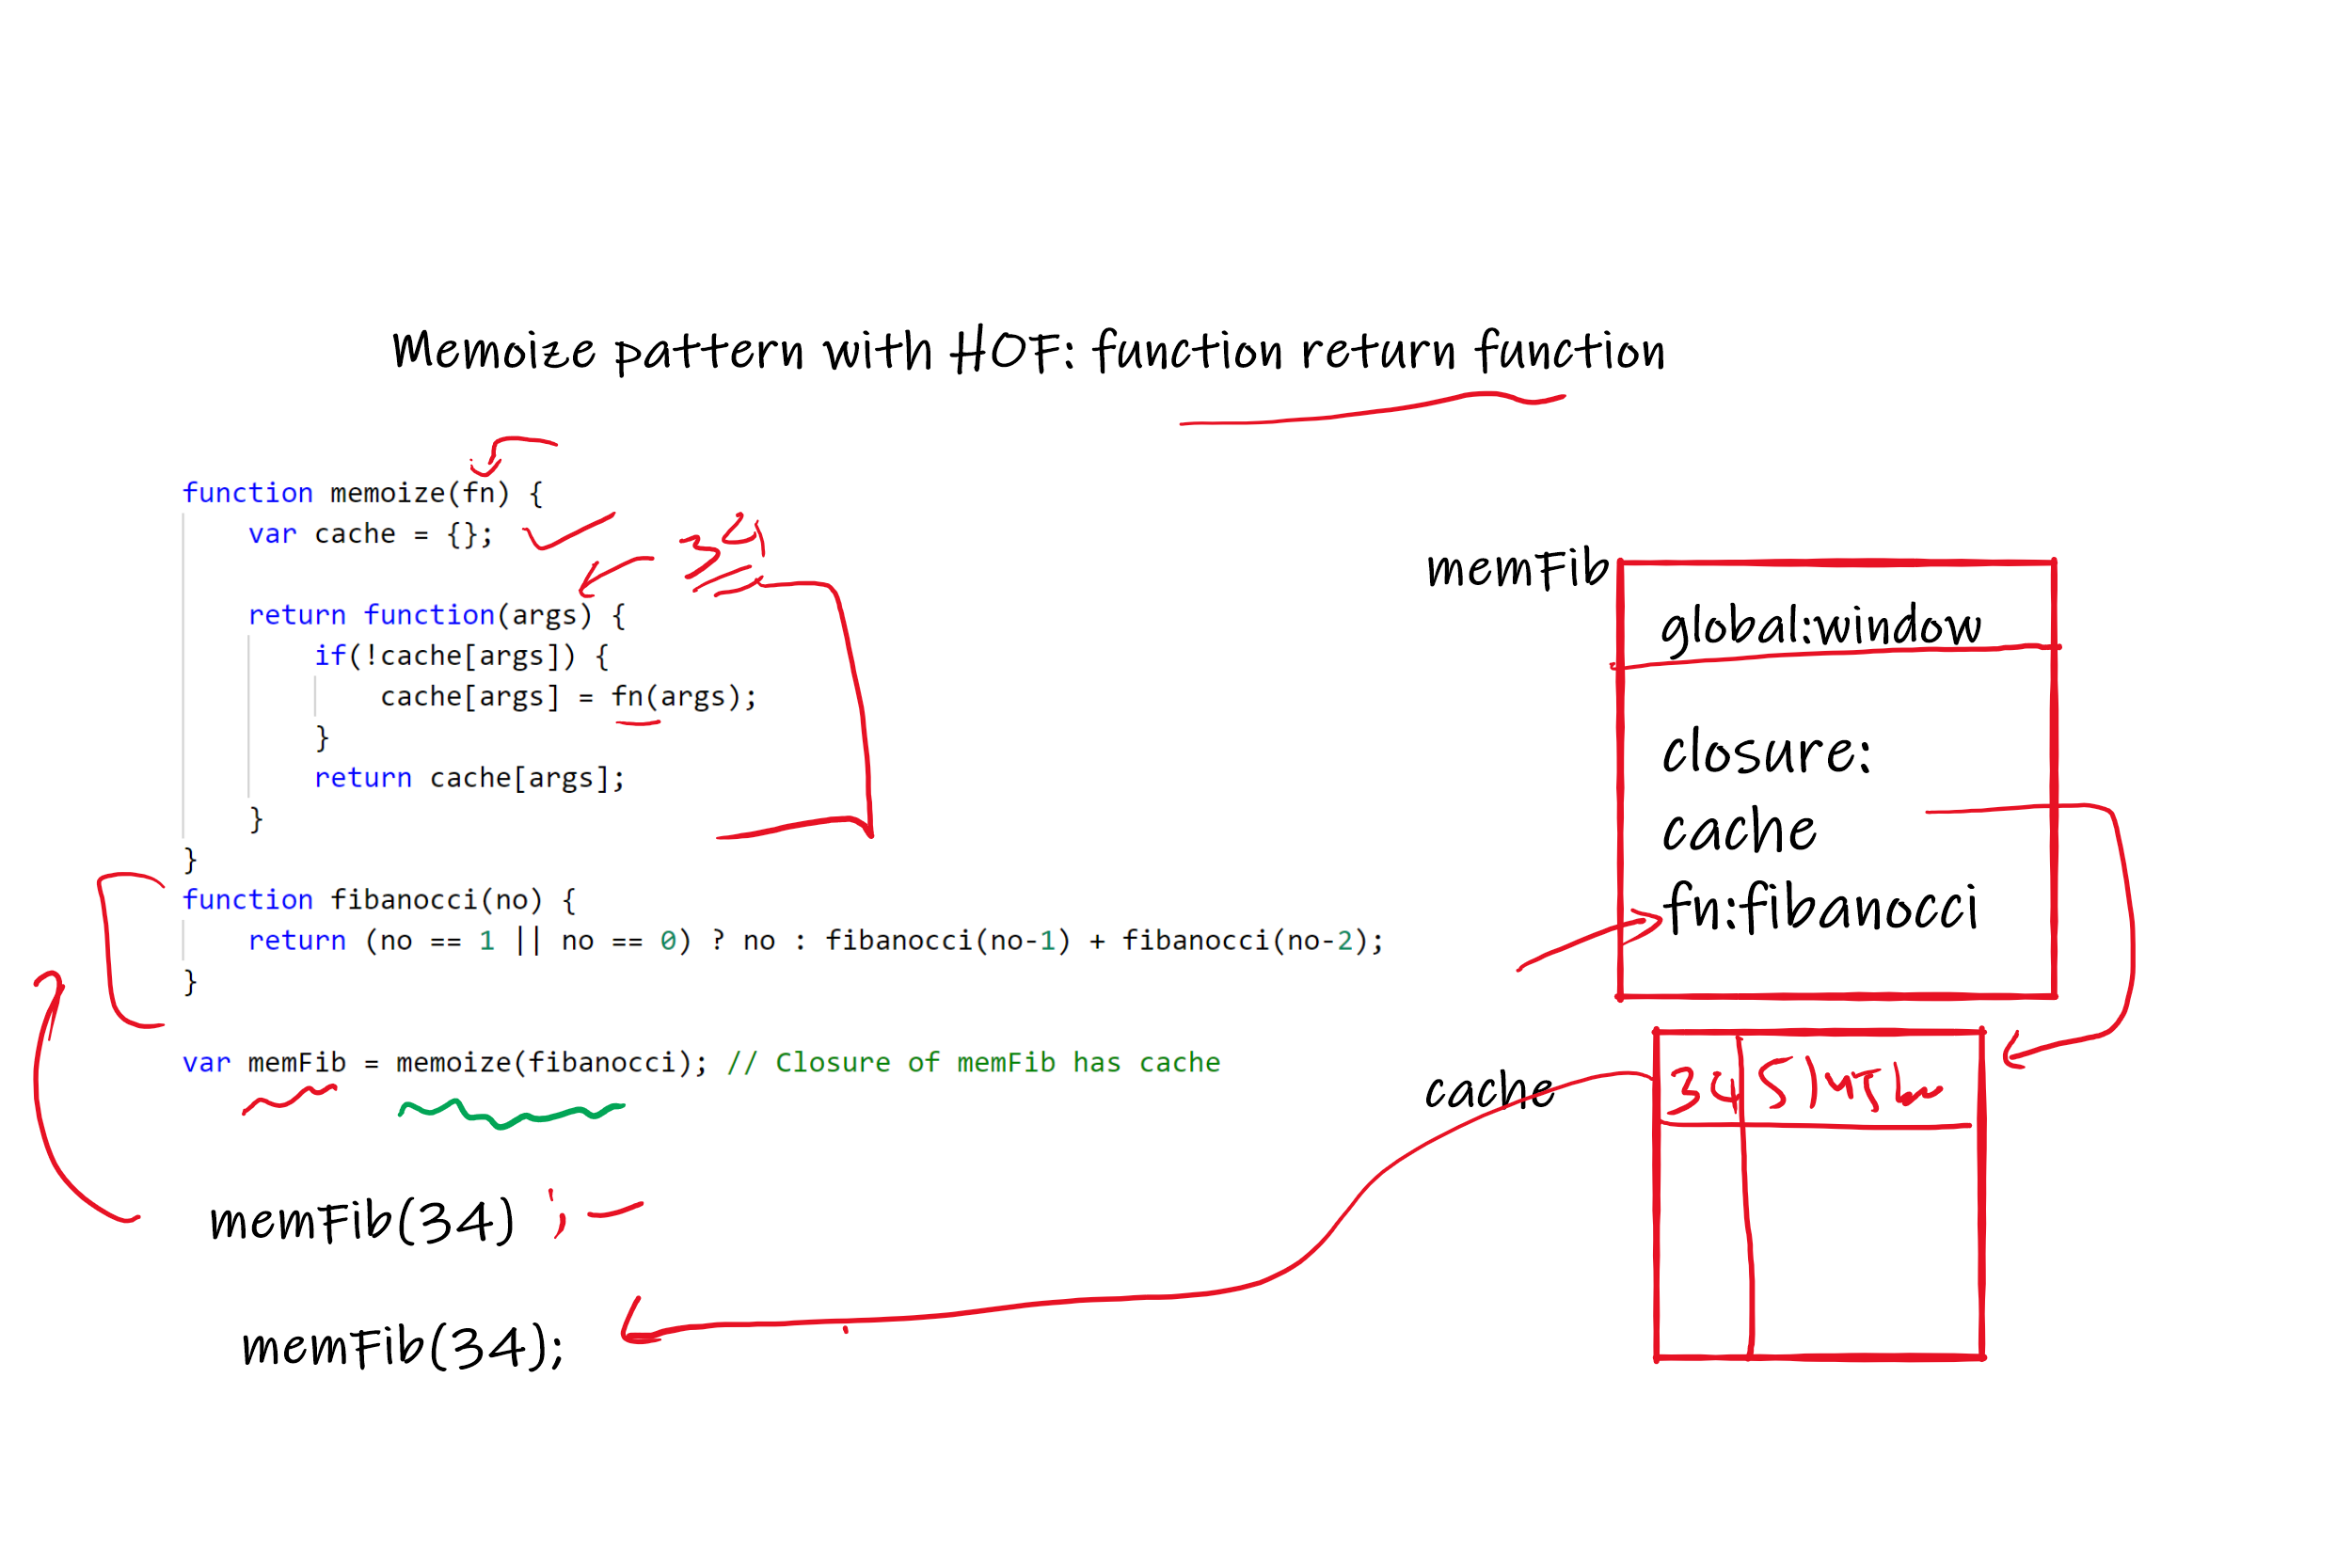 Memoize pattern with HOF: function return function
function memoize(fn) {
    var cache = {};
34
    return function(args) {
        if(!cache[args]) {
            cache[args] = fn(args);
        }
        return cache[args];
    }
}
function fibanocci(no) {
    return (no == 1 || no == 0) ? no : fibanocci(no-1) + fibanocci(no-2);
}
var memFib = memoize(fibanocci); // Closure of memFib has cache
memFib(34) ;
memFib(34);
memFib
global:window
closure:
cache
fn:fibanocci
cache
34